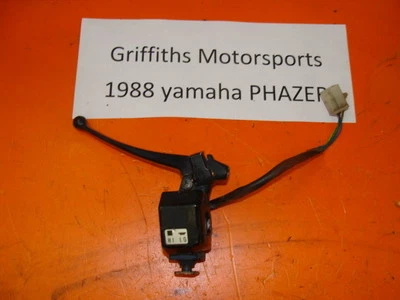 Griffiths Motorsports
1988 yamaha PHAZER